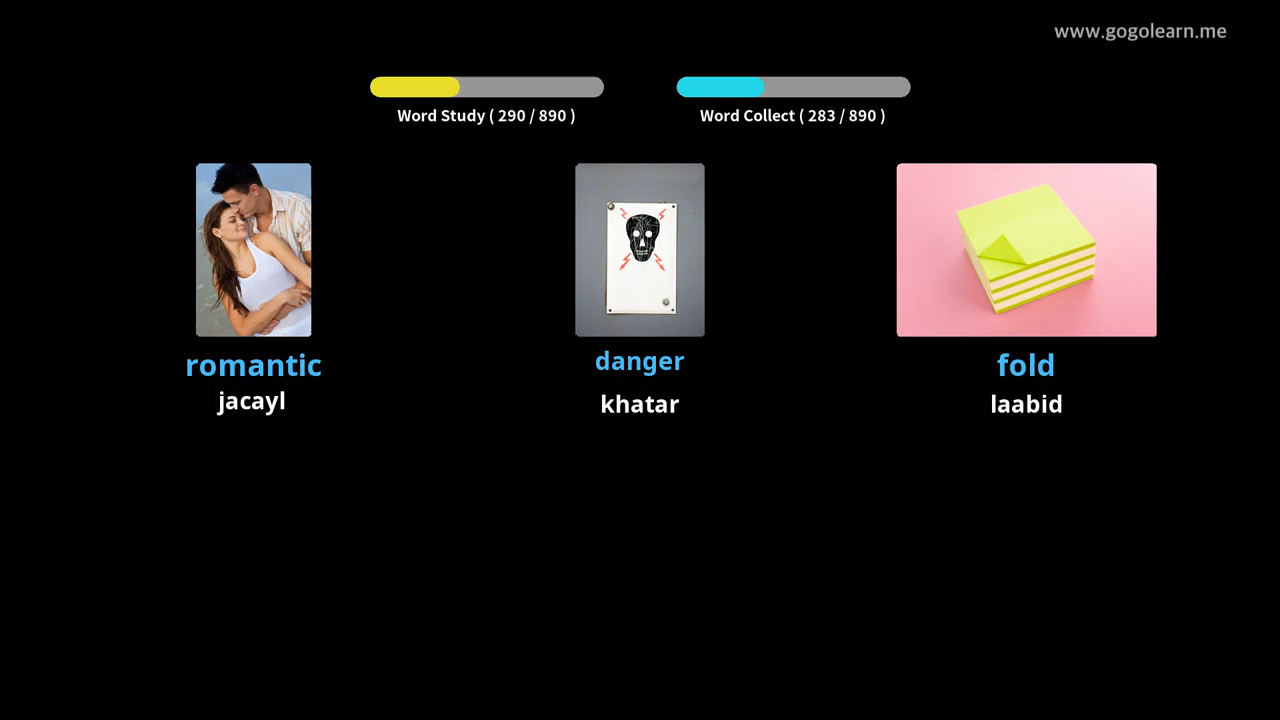 www.gogolearn.me
Word Study ( 290 / 890 )
Word Collect ( 283 / 890 )
romantic
jacayl
danger
khatar
fold
laabid